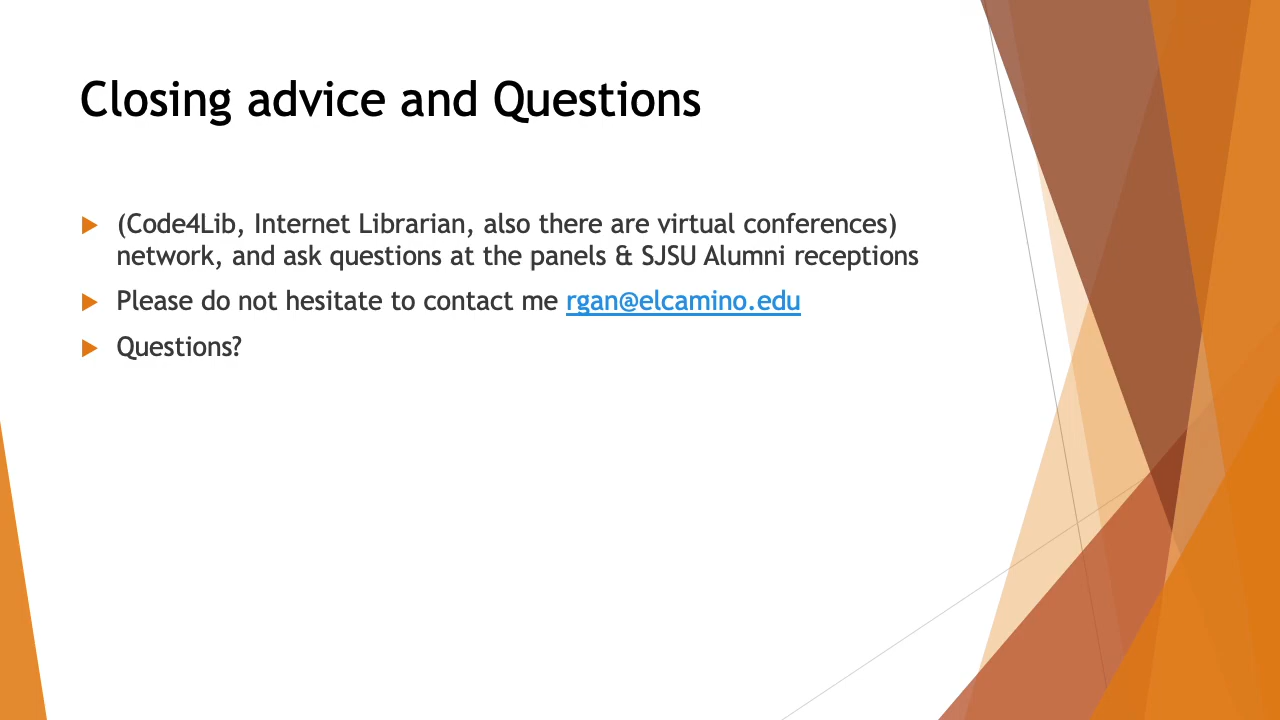 Closing advice and Questions
(Code4Lib, Internet Librarian, also there are virtual conferences)
network, and ask questions at the panels & SJSU Alumni receptions
Please do not hesitate to contact me rgan@elcamino.edu
Questions?